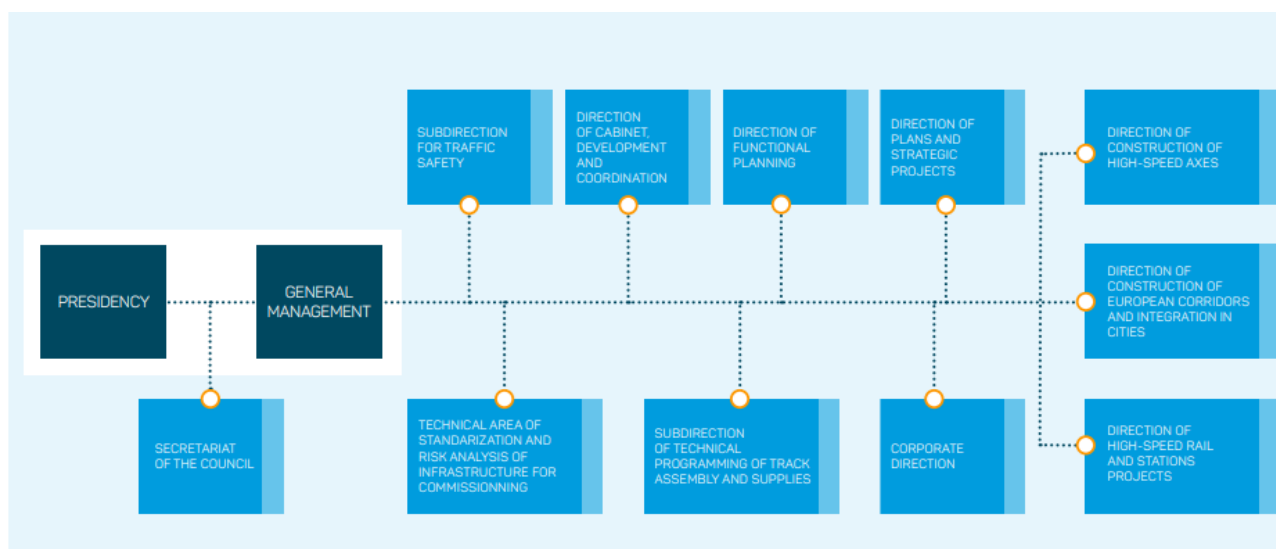 SUBDIRECTION
FOR TRAFFIC
SAFETY
DIRECTION
OF CABINET,
DEVELOPMENT
AND
COORDINATION
DIRECTION OF
FUNCTIONAL
PLANNING
DIRECTION OF
PLANS AND
STRATEGIC
PROJECTS
DIRECTION OF
CONSTRUCTION OF
HIGH-SPEED AXES
PRESIDENCY
GENERAL
MANAGEMENT
DIRECTION OF
CONSTRUCTION OF
EUROPEAN CORRIDORS
AND INTEGRATION IN
CITIES
SECRETARIAT
OF THE COUNCIL
TECHNICAL AREA OF
STANDARIZATION AND
RISK ANALYSIS OF
INFRASTRUCTURE FOR
COMMISSIONNING
SUBDIRECTION
OF TECHNICAL
PROGRAMMING OF TRACK
ASSEMBLY AND SUPPLIES
CORPORATE
DIRECTION
DIRECTION OF
HIGH-SPEED RAIL
AND STATIONS
PROJECTS